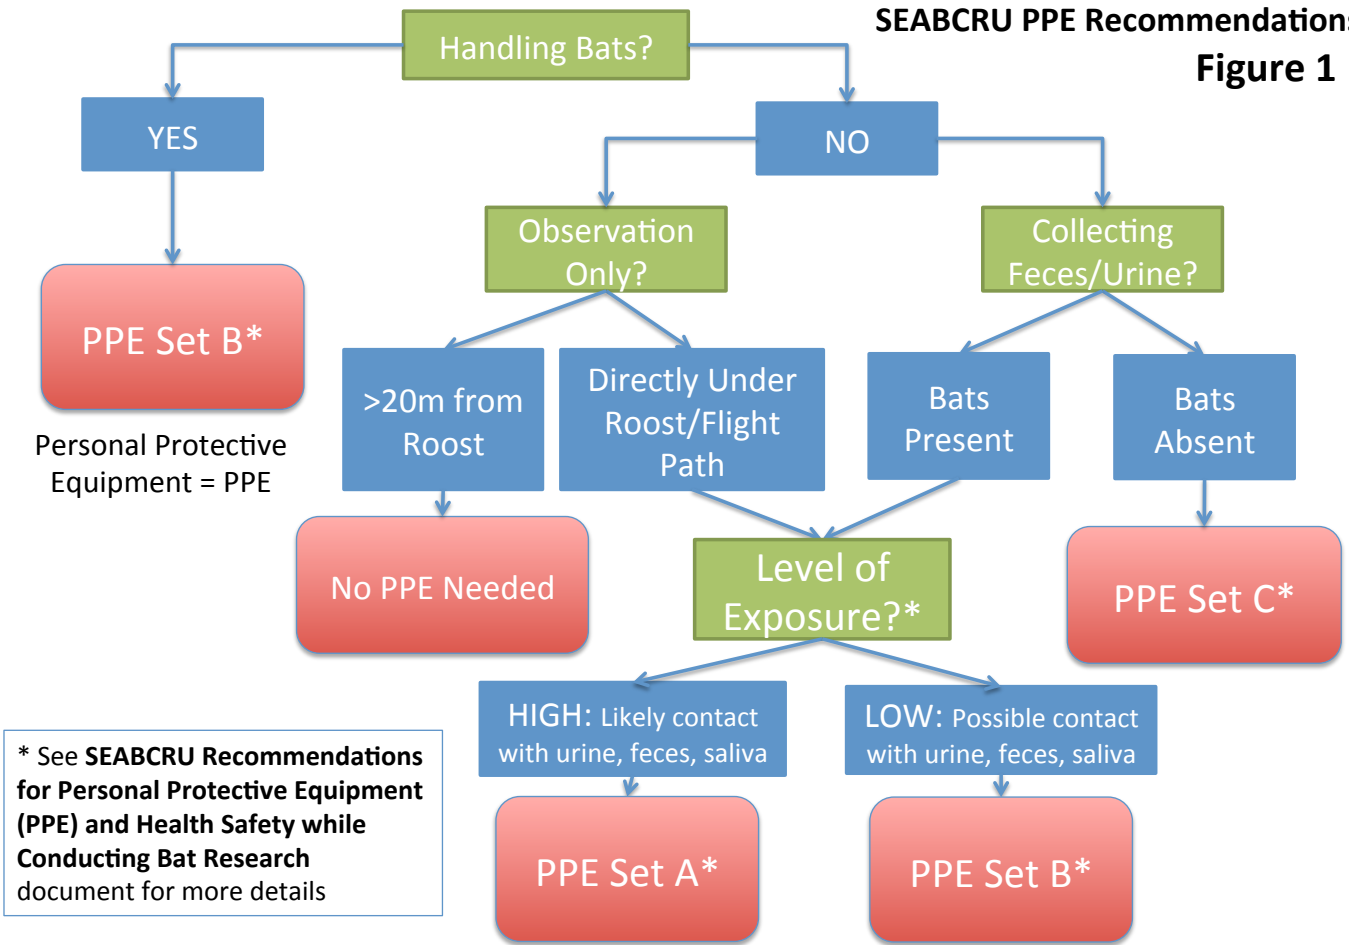 SEABCRU PPE Recommendations
Figure 1
Handling Bats?
YES
NO
Observation
Only?
Collecting
Feces/Urine?
PPE Set B*
Personal Protective
Equipment = PPE
>20m from
Roost
Directly Under
Roost/Flight
Path
Bats
Present
Bats
Absent
No PPE Needed
Level of
Exposure?*
PPE Set C*
HIGH: Likely contact
with urine, feces, saliva
LOW: Possible contact
with urine, feces, saliva
PPE Set A*
PPE Set B*
* See SEABCRU Recommendations
for Personal Protective Equipment
(PPE) and Health Safety while
Conducting Bat Research
document for more details